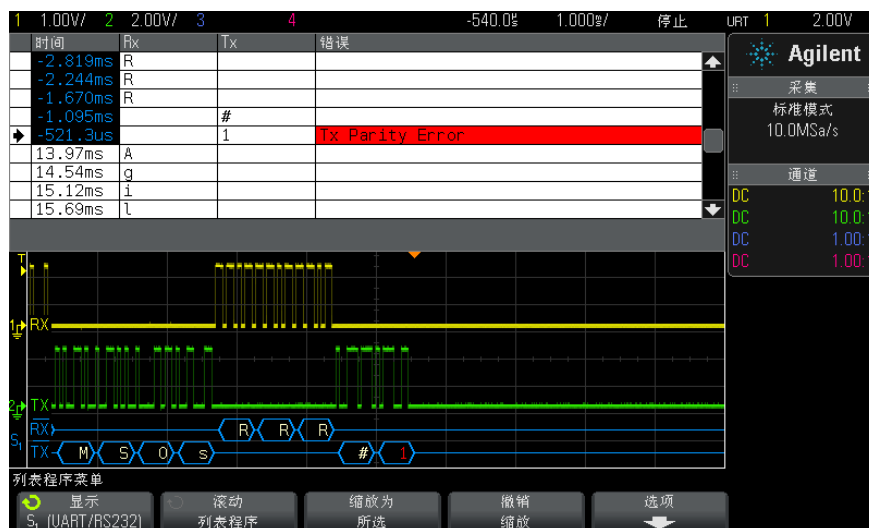 1 1.00V/ 2 2.00V/ 3 4 -540.0us 1.000ms/ 停止 URT 1 2.00V
时间 Rx Tx 错误
-2.819ms R
-2.244ms R
-1.670ms R
-1.095ms #
-521.3us 1 Tx Parity Error
13.97ms A
14.54ms g
15.12ms i
15.69ms l
Agilent
采集
标准模式
10.0MSa/s
通道
DC 10.0:
DC 10.0:
DC 1.00:
DC 1.00:
T
1 RX
2 TX
S1 RX R R R
TX M S O s # 1
列表程序菜单
显示
S1 (UART/RS232)
滚动
列表程序
缩放为
所选
撤销
缩放
选项